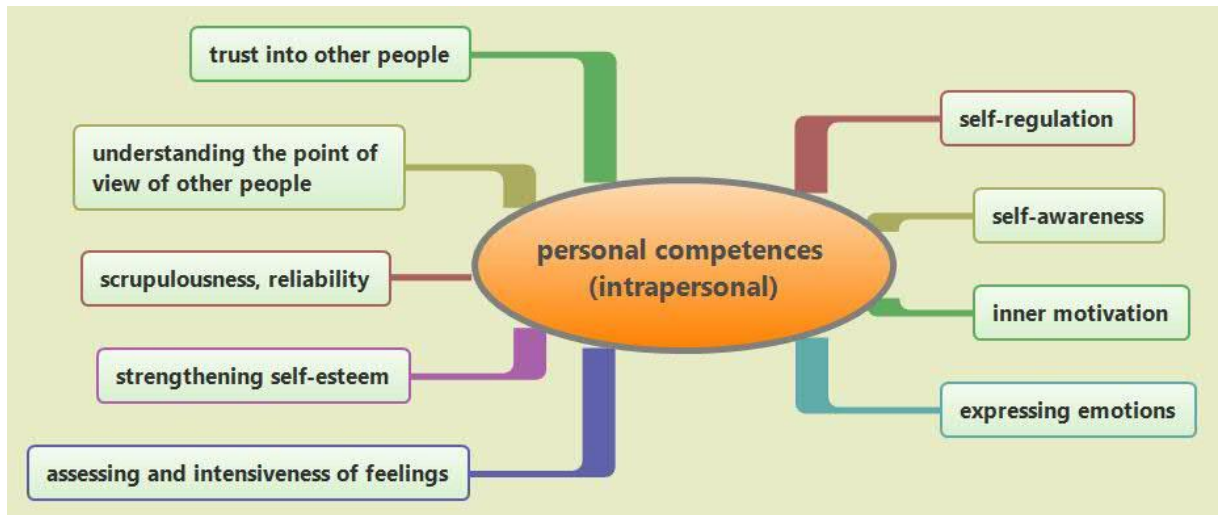 trust into other people
understanding the point of
view of other people
scrupulousness, reliability
strengthening self-esteem
assessing and intensiveness of feelings
personal competences
(intrapersonal)
self-regulation
self-awareness
inner motivation
expressing emotions